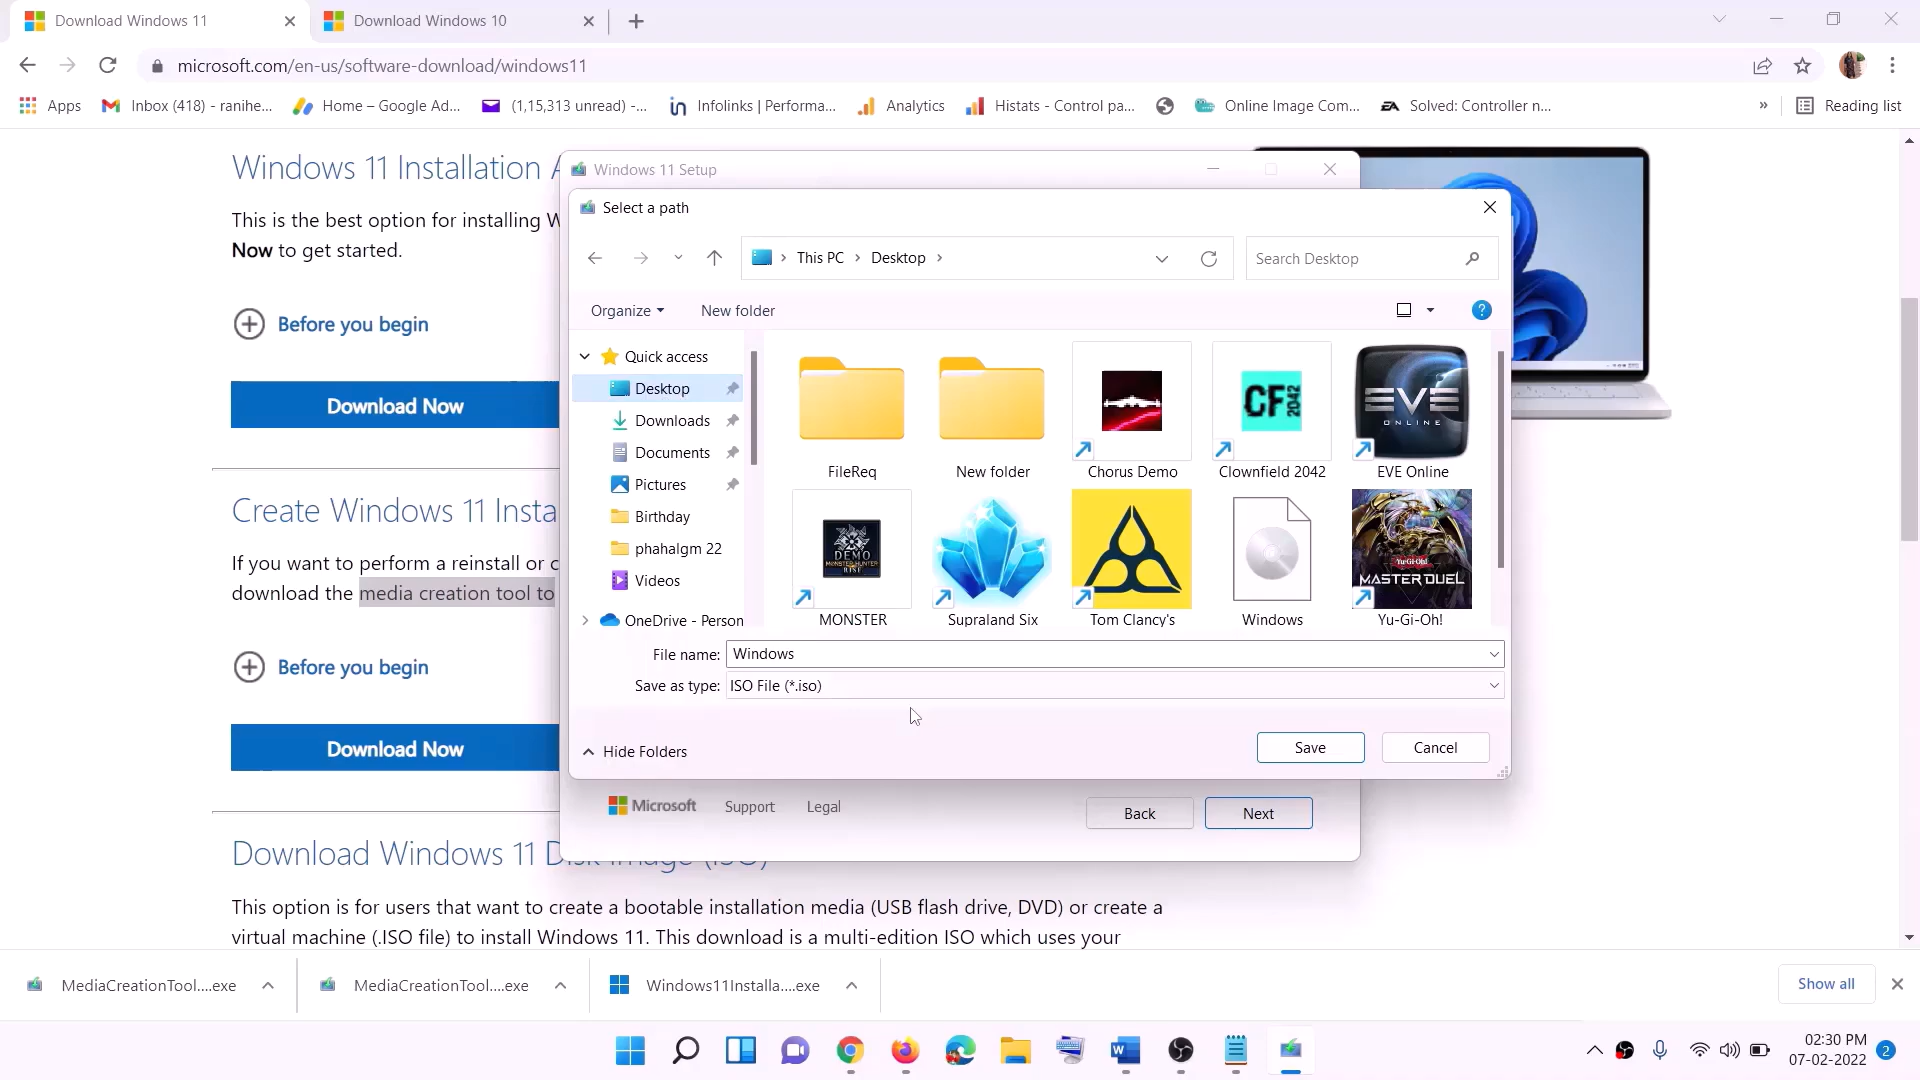 Download Windows 11
Download Windows 10
microsoft.com/en-us/software-download/windows11
Apps
Inbox (418) - ranihe...
Home – Google Ad...
(1,15,313 unread) -...
Infolinks | Performa...
Analytics
Histats - Control pa...
Online Image Com...
Solved: Controller n...
»
Reading list
Windows 11 Installation A
This is the best option for installing W
Now to get started.
Before you begin
Download Now
Create Windows 11 Insta
If you want to perform a reinstall or c
download the media creation tool to
Before you begin
Download Now
Download Windows 11 Disk Image (ISO)
This option is for users that want to create a bootable installation media (USB flash drive, DVD) or create a
virtual machine (.ISO file) to install Windows 11. This download is a multi-edition ISO which uses your
Windows 11 Setup
Select a path
This PC
Desktop
Search Desktop
Organize
New folder
Quick access
Desktop
Downloads
Documents
Pictures
Birthday
phahalgm 22
Videos
OneDrive - Person
FileReq
New folder
Chorus Demo
CF 2042
Clownfield 2042
EVE
ONLINE
EVE Online
DEMO
MONSTER HUNTER
RISE
MONSTER
Supraland Six
Tom Clancy's
Windows
Yu-Gi-Oh!
MASTER DUEL
Yu-Gi-Oh!
File name: Windows
Save as type: ISO File (*.iso)
Hide Folders
Save
Cancel
Microsoft
Support
Legal
Back
Next
MediaCreationTool....exe
MediaCreationTool....exe
Windows11Installa....exe
Show all
02:30 PM
07-02-2022
2